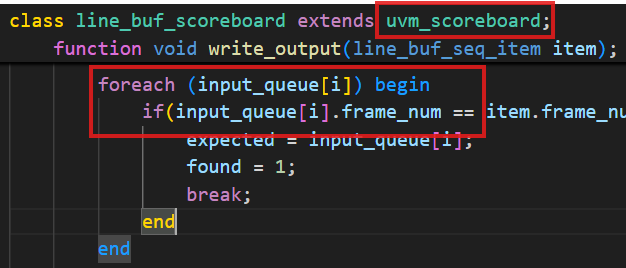 class line_buf_scoreboard extends uvm_scoreboard;
function void write_output(line_buf_seq_item item);
foreach (input_queue[i]) begin
if(input_queue[i].frame_num == item.frame_nu
expected = input_queue[i];
found = 1;
break;
end
end